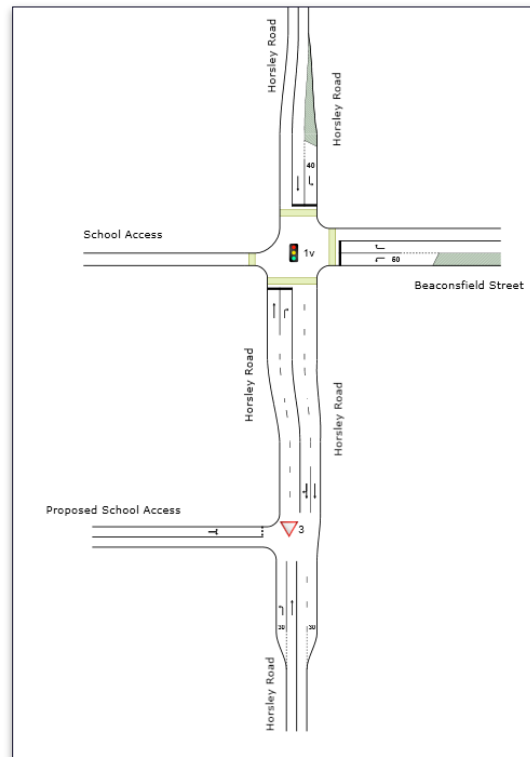 Horsley Road
Horsley Road
40
School Access
1v
60
Beaconsfield Street
Horsley Road
Horsley Road
Proposed School Access
3
30
30
Horsley Road